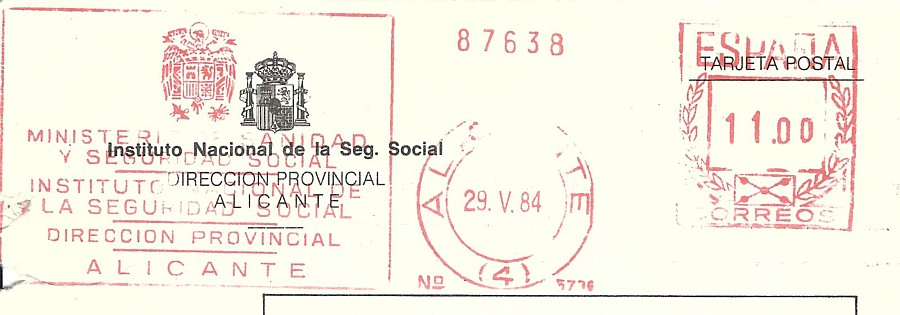 87638
ESPAÑA
TARJETA POSTAL
11.00
CORREOS
MINISTERIO DE SANIDAD
Y SEGURIDAD SOCIAL
INSTITUTO NACIONAL DE
LA SEGURIDAD SOCIAL
DIRECCION PROVINCIAL
ALICANTE
Instituto Nacional de la Seg. Social
DIRECCION PROVINCIAL
ALICANTE
ALICANTE
29. V. 84
(4)
Nº